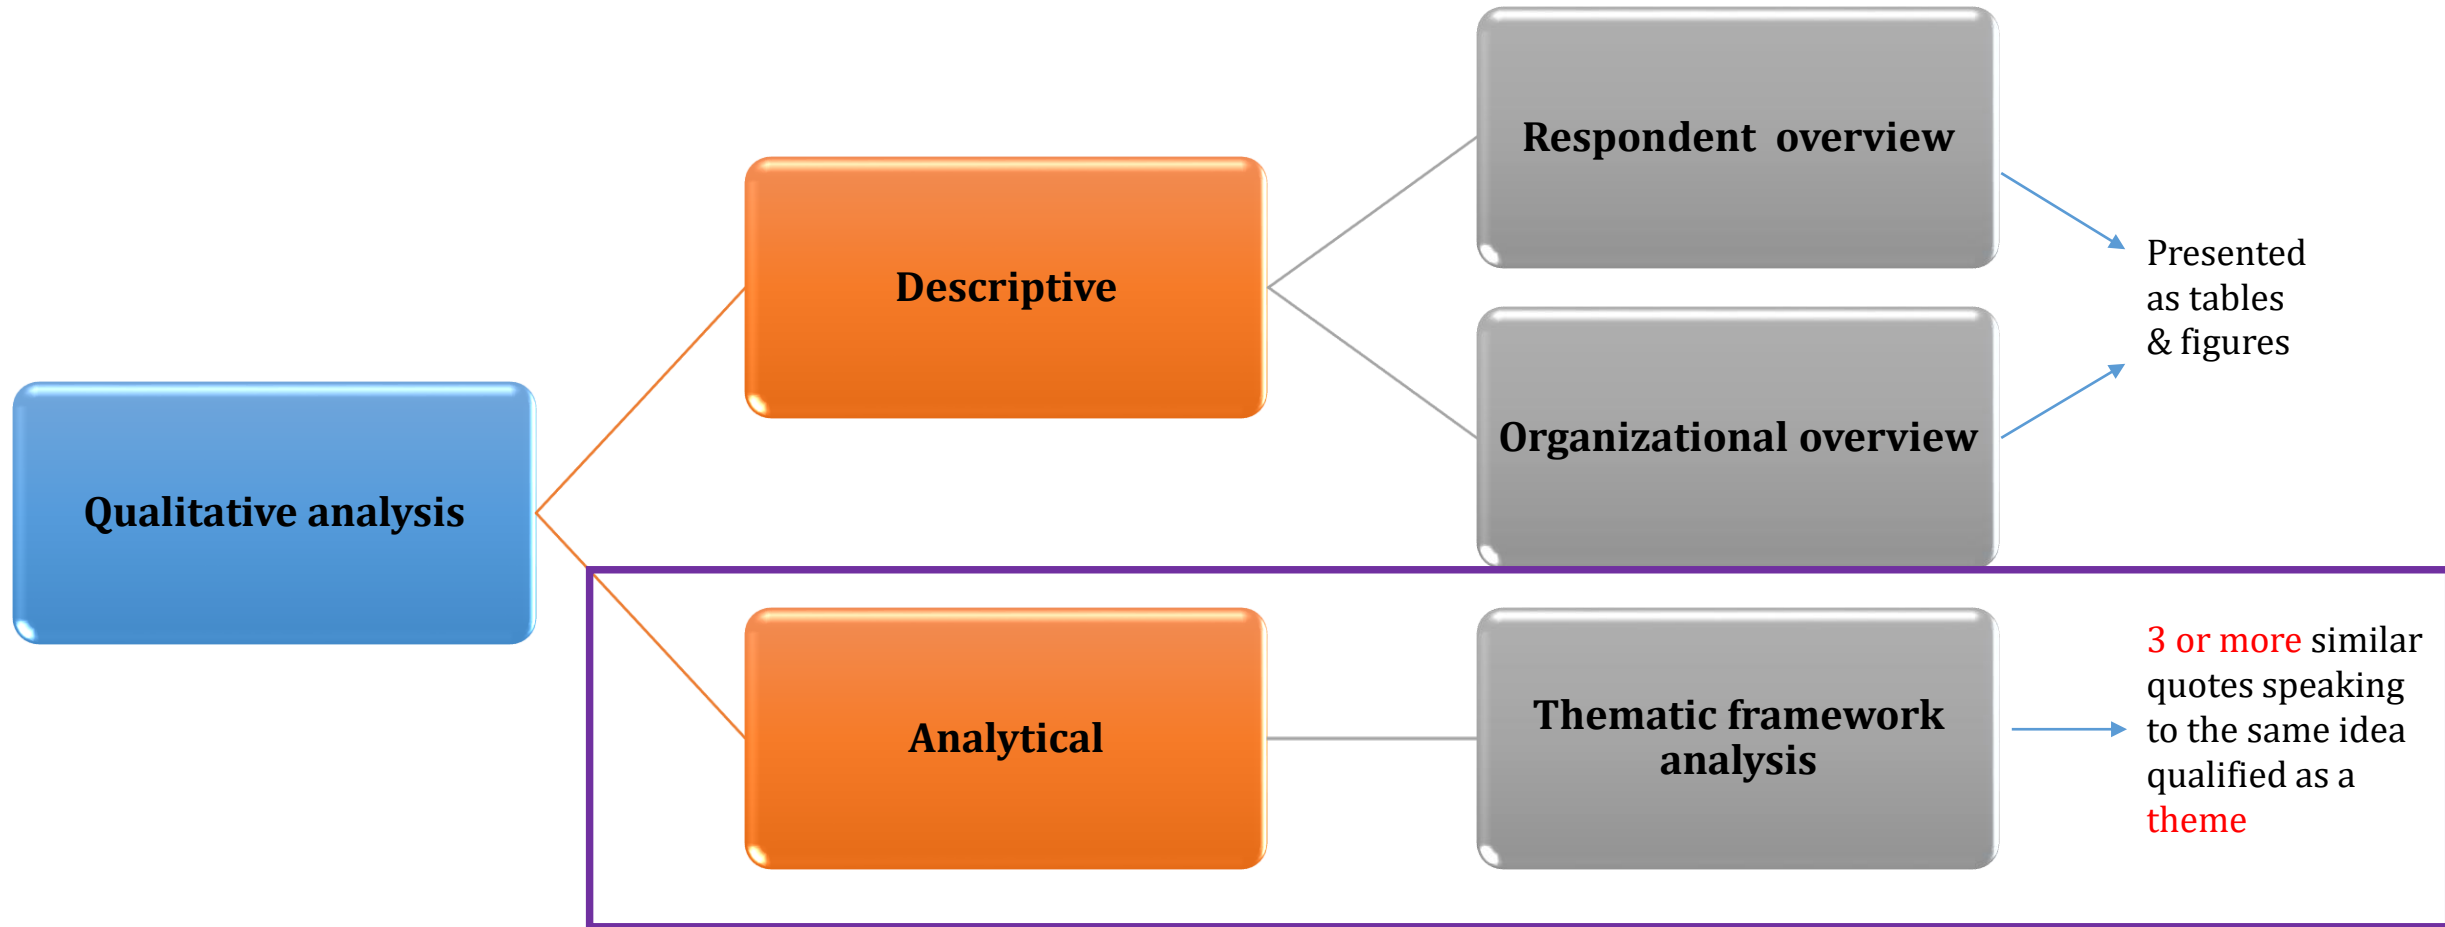 Qualitative analysis
Descriptive
Respondent  overview
Organizational overview
Presented
as tables
& figures
Analytical
Thematic framework
analysis
3 or more similar
quotes speaking
to the same idea
qualified as a
theme